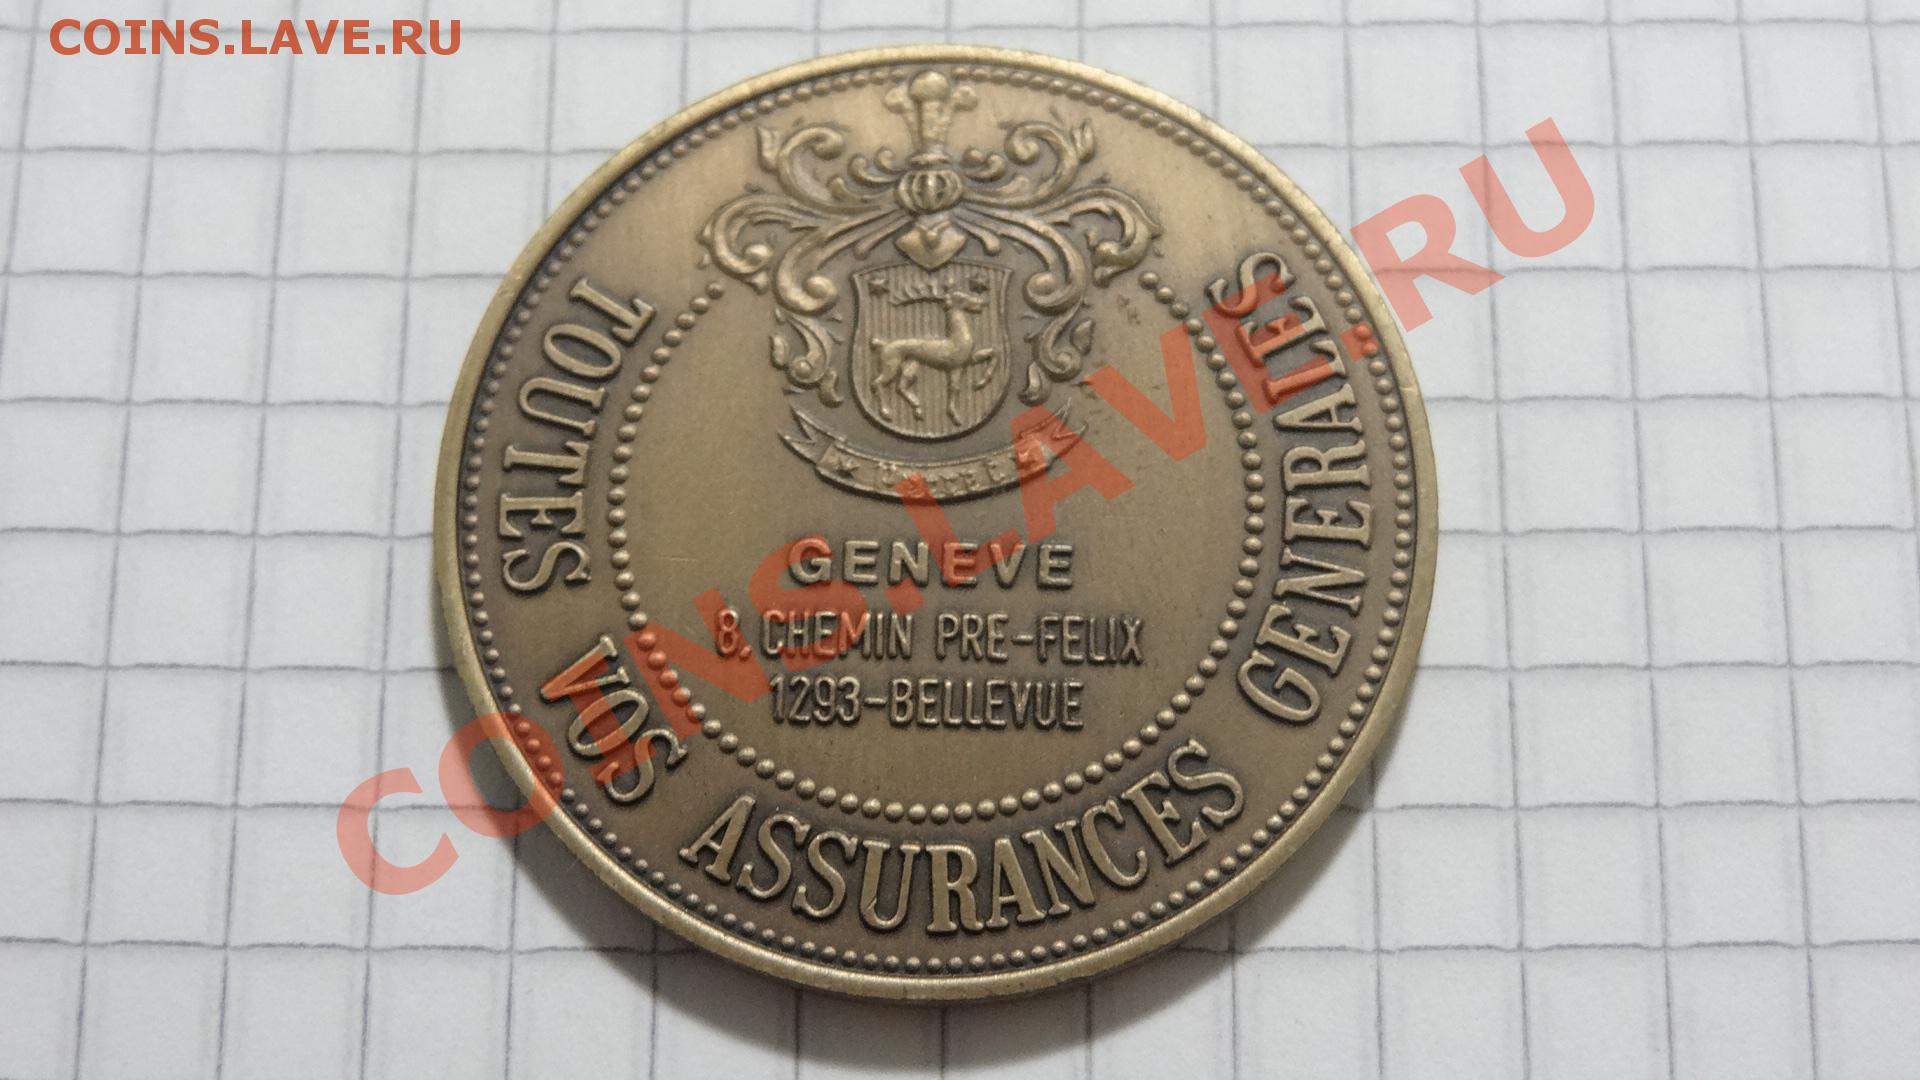 COINS.LAVE.RU
TOUTES VOS ASSURANCES GENERALES
GENEVE
8, CHEMIN PRE-FELIX
1293-BELLEVUE
COINS.LAVE.RU